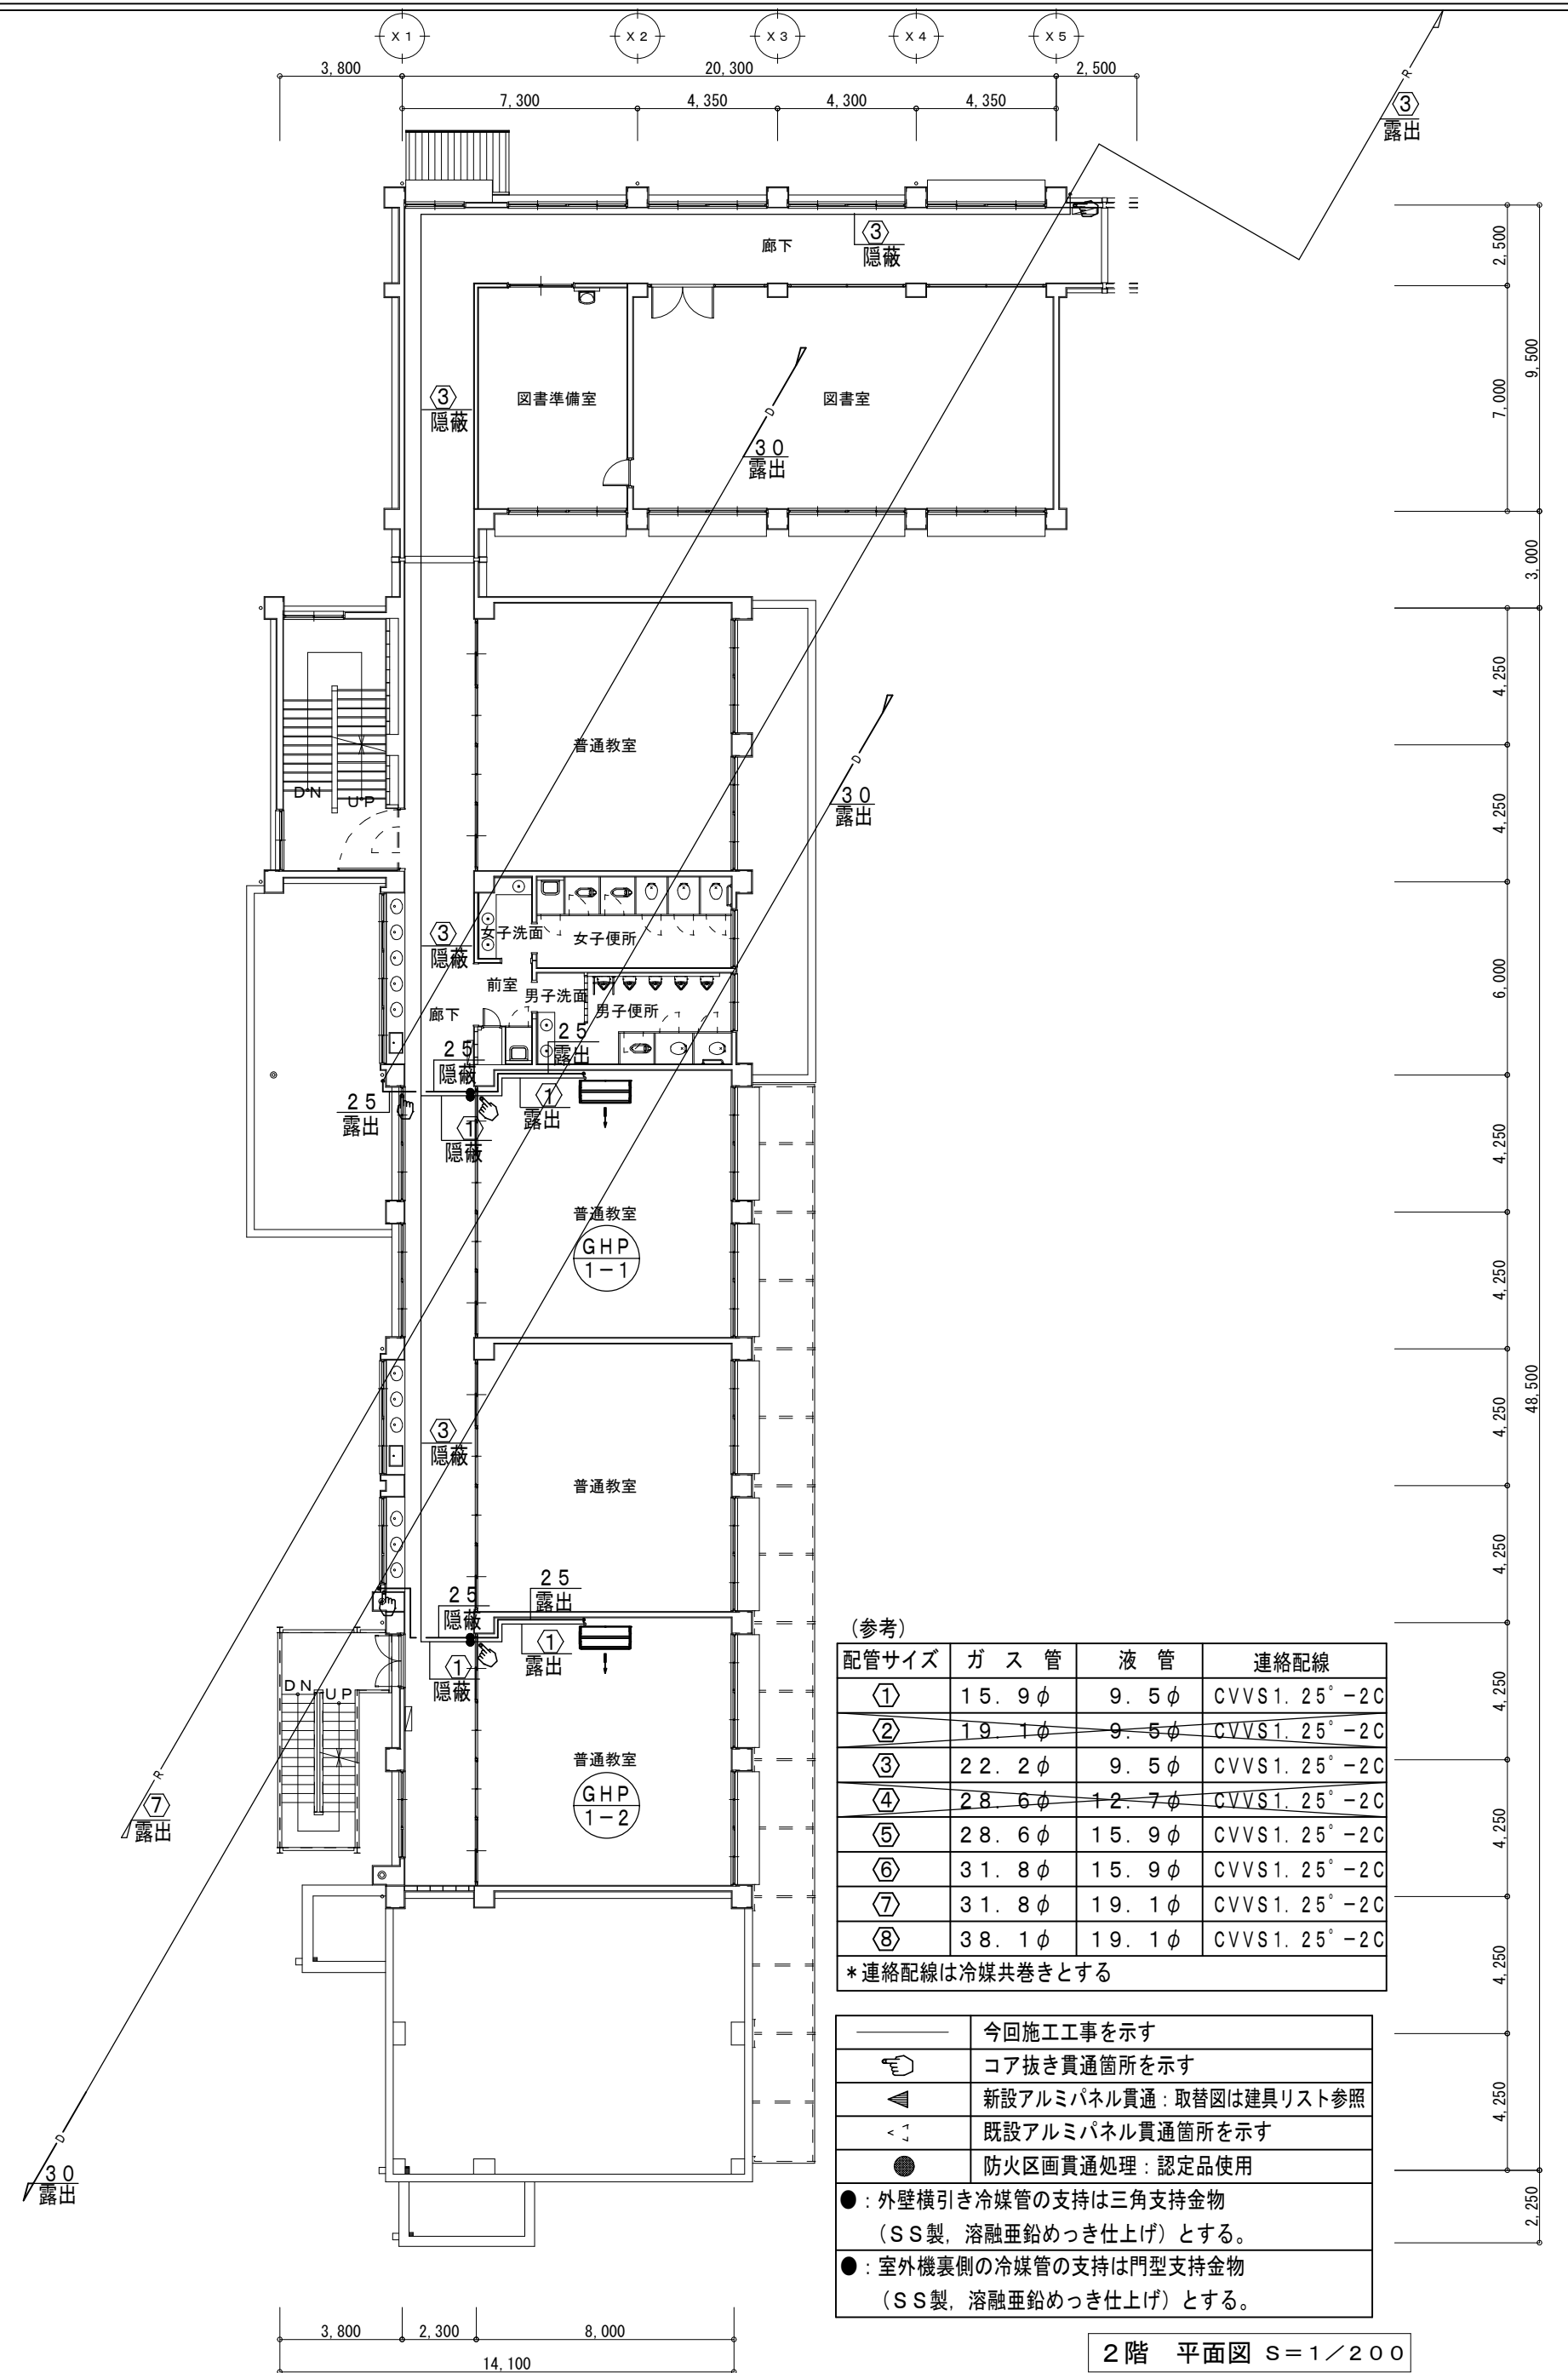 X1
X2
X3
X4
X5
3,800
20,300
2,500
7,300
4,350
4,300
4,350
R
③
露出
廊下
③
隠蔽
2,500
9,500
7,000
③
隠蔽
図書準備室
図書室
D
30
露出
3,000
普通教室
4,250
DN
UP
D
30
露出
4,250
女子洗面
女子便所
③
隠蔽
前室
男子洗面
男子便所
廊下
6,000
25
隠蔽
25
露出
25
露出
①
露出
①
隠蔽
4,250
普通教室
GHP
1-1
4,250
4,250
48,500
③
隠蔽
普通教室
4,250
25
隠蔽
25
露出
①
露出
①
隠蔽
DN
UP
4,250
普通教室
GHP
1-2
R
⑦
露出
4,250
4,250
4,250
D
30
露出
2,250
(参考)
配管サイズ ガス管 液管 連絡配線
① 15.9φ 9.5φ CVVS1.25°-2C
② 19.1φ 9.5φ CVVS1.25°-2C
③ 22.2φ 9.5φ CVVS1.25°-2C
④ 28.6φ 12.7φ CVVS1.25°-2C
⑤ 28.6φ 15.9φ CVVS1.25°-2C
⑥ 31.8φ 15.9φ CVVS1.25°-2C
⑦ 31.8φ 19.1φ CVVS1.25°-2C
⑧ 38.1φ 19.1φ CVVS1.25°-2C
*連絡配線は冷媒共巻きとする
今回施工工事を示す
コア抜き貫通箇所を示す
新設アルミパネル貫通:取替図は建具リスト参照
既設アルミパネル貫通箇所を示す
防火区画貫通処理:認定品使用
●:外壁横引き冷媒管の支持は三角支持金物
(SS製,溶融亜鉛めっき仕上げ)とする。
●:室外機裏側の冷媒管の支持は門型支持金物
(SS製,溶融亜鉛めっき仕上げ)とする。
3,800
2,300
8,000
14,100
2階 平面図 S=1/200